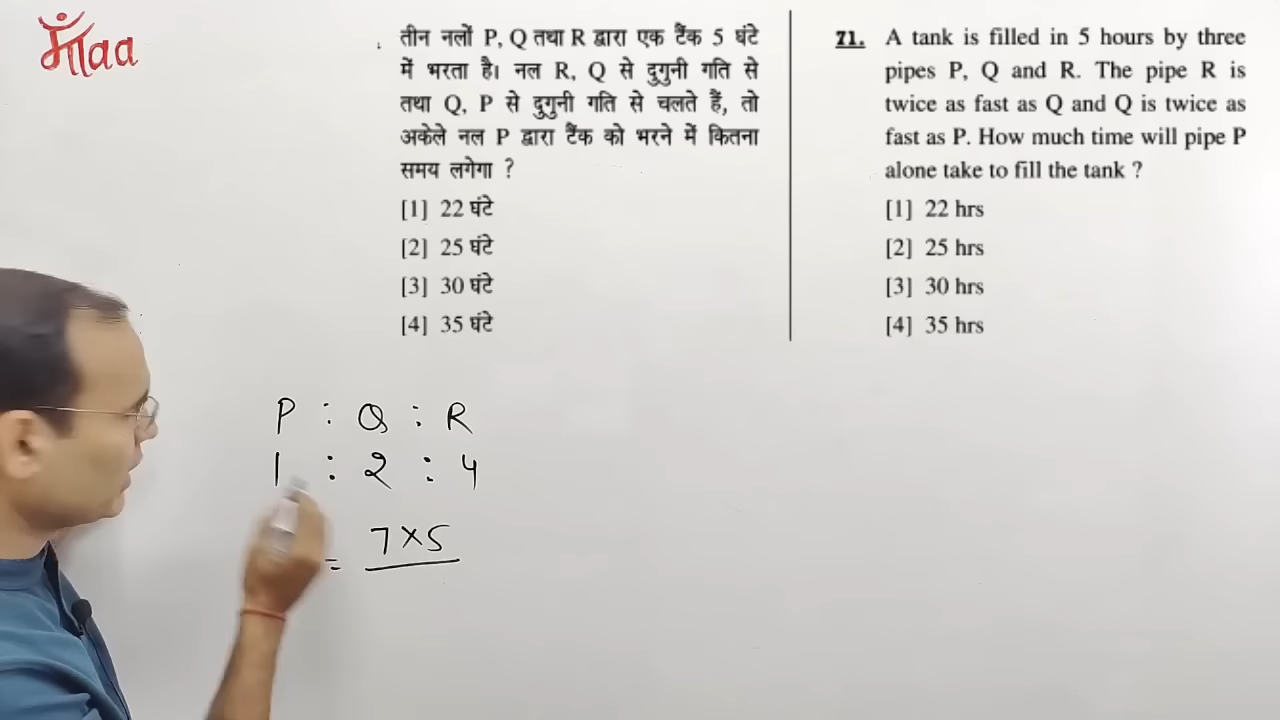 माँaa
तीन नलों P, Q तथा R द्वारा एक टैंक 5 घंटे
में भरता है। नल R, Q से दुगुनी गति से
तथा Q, P से दुगुनी गति से चलते हैं, तो
अकेले नल P द्वारा टैंक को भरने में कितना
समय लगेगा ?
[1] 22 घंटे
[2] 25 घंटे
[3] 30 घंटे
[4] 35 घंटे
71. A tank is filled in 5 hours by three
pipes P, Q and R. The pipe R is
twice as fast as Q and Q is twice as
fast as P. How much time will pipe P
alone take to fill the tank ?
[1] 22 hrs
[2] 25 hrs
[3] 30 hrs
[4] 35 hrs
P : Q : R
1 : 2 : 4
= 7×5